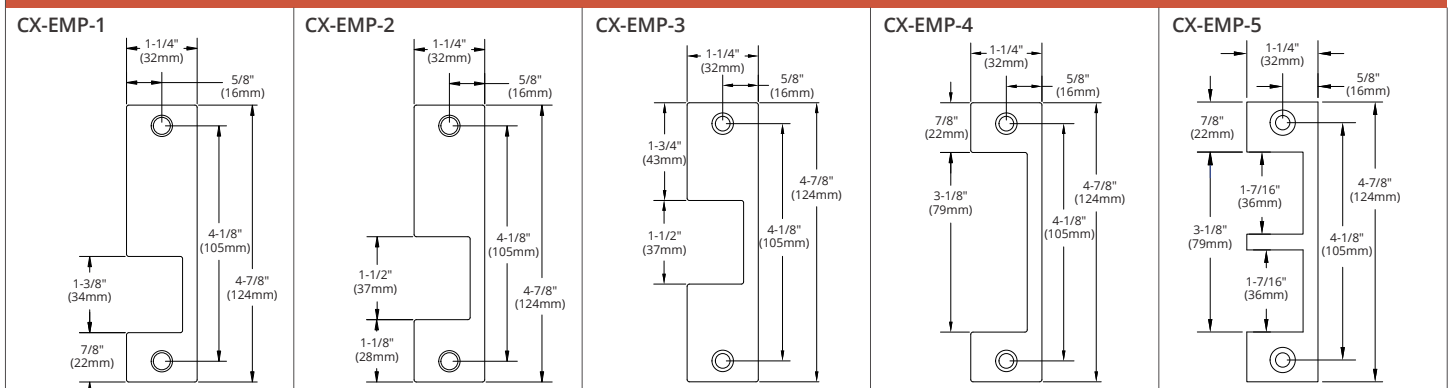 CX-EMP-1
1-1/4"
(32mm)
5/8"
(16mm)
4-1/8"
(105mm)
1-3/8"
(34mm)
4-7/8"
(124mm)
7/8"
(22mm)
CX-EMP-2
1-1/4"
(32mm)
5/8"
(16mm)
4-1/8"
(105mm)
1-1/2"
(37mm)
4-7/8"
(124mm)
1-1/8"
(28mm)
CX-EMP-3
1-1/4"
(32mm)
5/8"
(16mm)
1-3/4"
(43mm)
4-7/8"
(124mm)
1-1/2"
(37mm)
4-1/8"
(105mm)
CX-EMP-4
1-1/4"
(32mm)
5/8"
(16mm)
7/8"
(22mm)
3-1/8"
(79mm)
4-7/8"
(124mm)
4-1/8"
(105mm)
CX-EMP-5
1-1/4"
(32mm)
5/8"
(16mm)
7/8"
(22mm)
1-7/16"
(36mm)
4-7/8"
(124mm)
3-1/8"
(79mm)
4-1/8"
(105mm)
1-7/16"
(36mm)